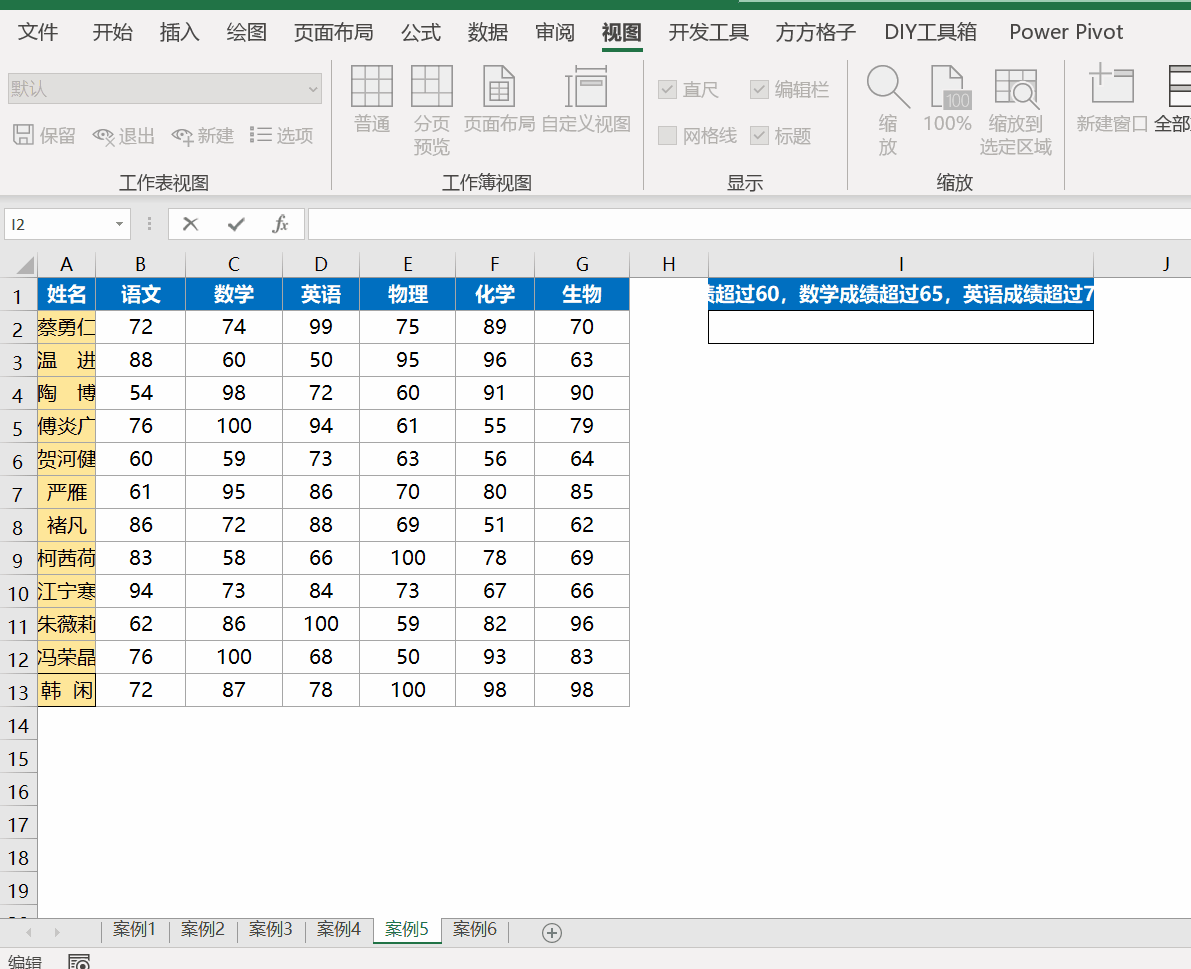 文件 开始 插入 绘图 页面布局 公式 数据 审阅 视图 开发工具 方方格子 DIY工具箱 Power Pivot
默认
保留 退出 新建 选项
普通 分页预览 页面布局 自定义视图
直尺 编辑栏
网格线 标题
缩放 100% 缩放到选定区域
新建窗口 全部
工作表视图 工作簿视图 显示 缩放
I2 fx
A B C D E F G H I J
1 姓名 语文 数学 英语 物理 化学 生物 超过60，数学成绩超过65，英语成绩超过7
2 蔡勇仁 72 74 99 75 89 70
3 温 进 88 60 50 95 96 63
4 陶 博 54 98 72 60 91 90
5 傅炎广 76 100 94 61 55 79
6 贺河健 60 59 73 63 56 64
7 严雁 61 95 86 70 80 85
8 褚凡 86 72 88 69 51 62
9 柯茜荷 83 58 66 100 78 69
10 江宁寒 94 73 84 73 67 66
11 朱薇莉 62 86 100 59 82 96
12 冯荣晶 76 100 68 50 93 83
13 韩 闲 72 87 78 100 98 98
14
15
16
17
18
19
案例1 案例2 案例3 案例4 案例5 案例6
编辑